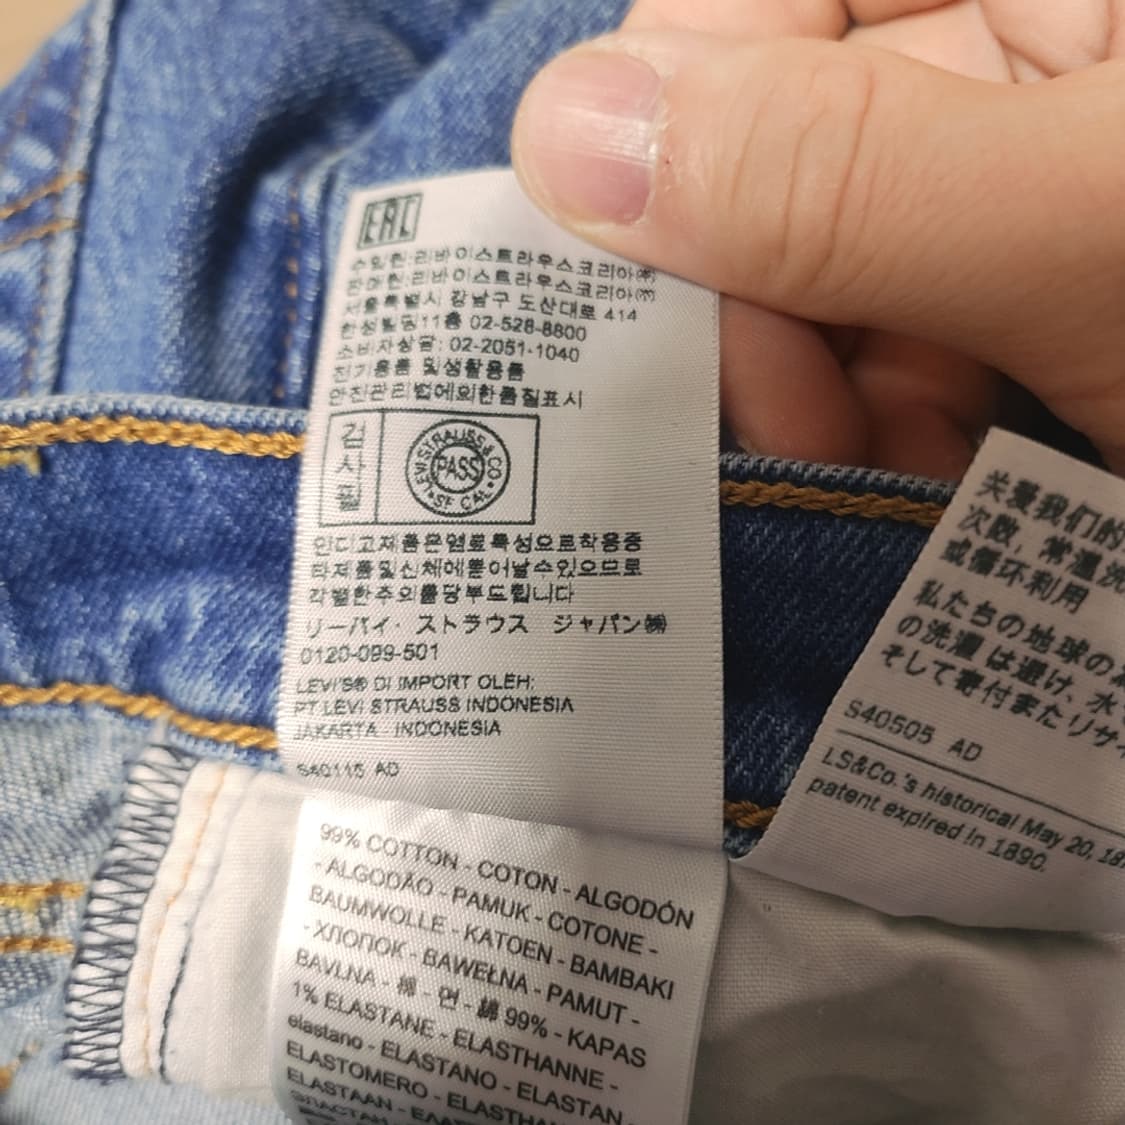 EAC
수입원:리바이스트라우스코리아㈜
판매원:리바이스트라우스코리아㈜
서울특별시 강남구 도산대로 414
한성빌딩11층 02-528-8800
소비자상담: 02-2051-1040
전기용품 및생활용품
안전관리법에의한품질표시
검사필
LEVI STRAUSS & CO
PASS
SF CAL
인디고제품은염료특성으로착용중
타제품및신체에묻어날수있으므로
각별한주의를당부드립니다
リーバイ・ストラウス ジャパン㈱
0120-099-501
LEVI'S® DI IMPORT OLEH:
PT LEVI STRAUSS INDONESIA
JAKARTA - INDONESIA
S40115 AD
99% COTTON - COTON - ALGODÓN
- ALGODÃO - PAMUK - COTONE -
BAUMWOLLE - KATOEN - BAMBAKI
- ХЛОПОК - BAWEŁNA - PAMUT -
BAVLNA - 棉 - 면 - 綿 99% - KAPAS
1% ELASTANE - ELASTHANNE -
elastano - ELASTANO - ELASTAN
ELASTOMERO - ELASTHAN
ELASTAAN -
关爱我们的
次数, 常温洗
或循环利用
私たちの地球の
の洗濯は避け、水
そして寄付またリサイ
S40505 AD
LS&Co.'s historical May 20, 18
patent expired in 1890.